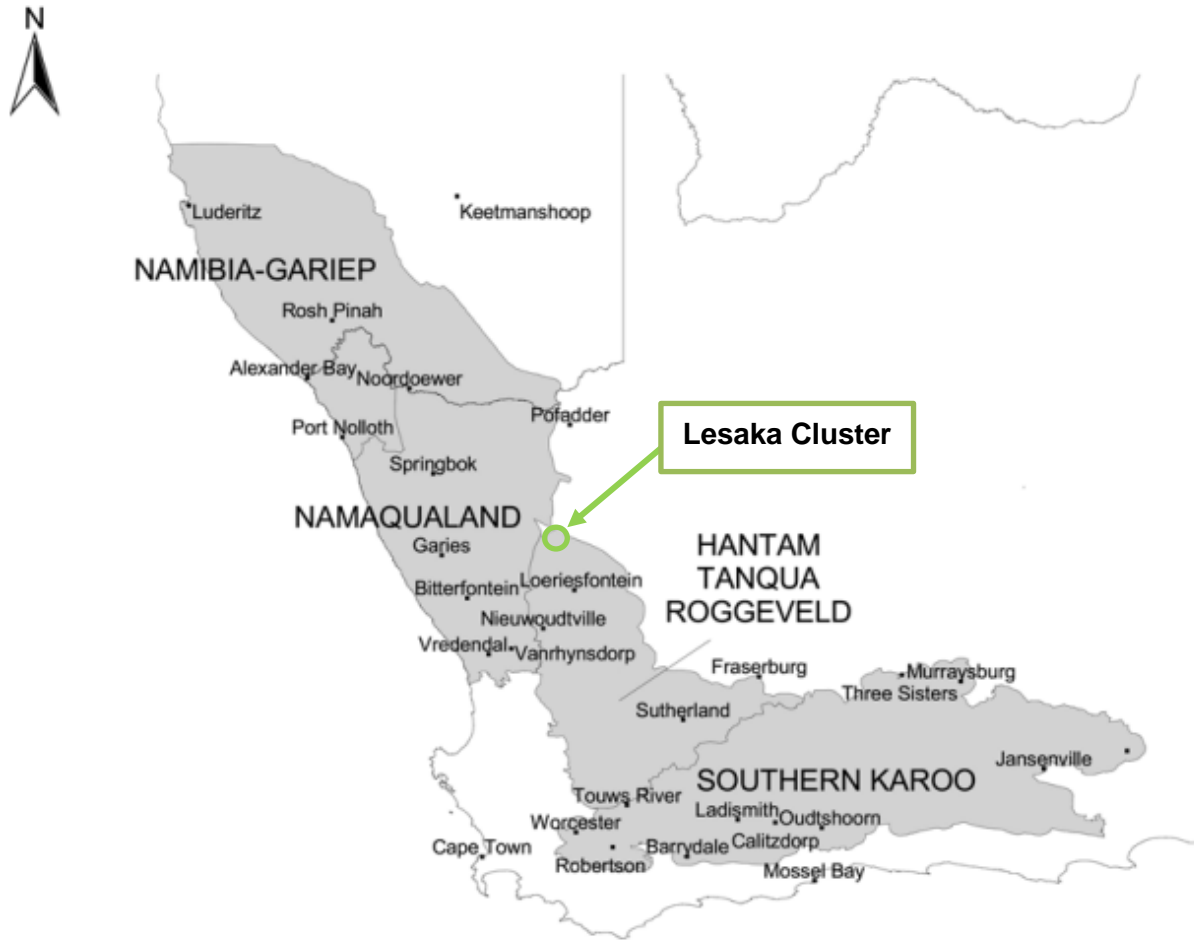 N
Luderitz
Keetmanshoop
NAMIBIA-GARIEP
Rosh Pinah
Alexander Bay
Noordoewer
Pofadder
Port Nolloth
Lesaka Cluster
Springbok
NAMAQUALAND
Garies
HANTAM
TANQUA
ROGGEVELD
Loeriesfontein
Bitterfontein
Nieuwoudtville
Vredendal
Vanrhynsdorp
Fraserburg
Murraysburg
Three Sisters
Sutherland
Jansenville
SOUTHERN KAROO
Touws River
Ladismith
Oudtshoorn
Worcester
Calitzdorp
Cape Town
Barrydale
Robertson
Mossel Bay